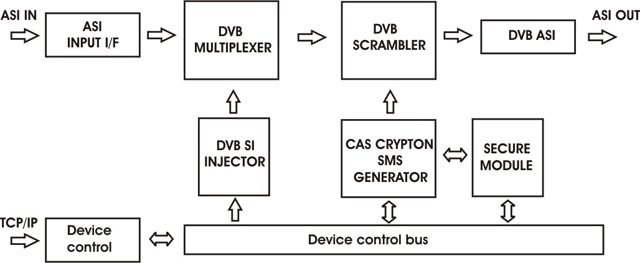 ASI IN
ASI
INPUT I/F
DVB
MULTIPLEXER
DVB
SCRAMBLER
DVB ASI
ASI OUT
DVB SI
INJECTOR
CAS CRYPTON
SMS
GENERATOR
SECURE
MODULE
TCP/IP
Device
control
Device control bus